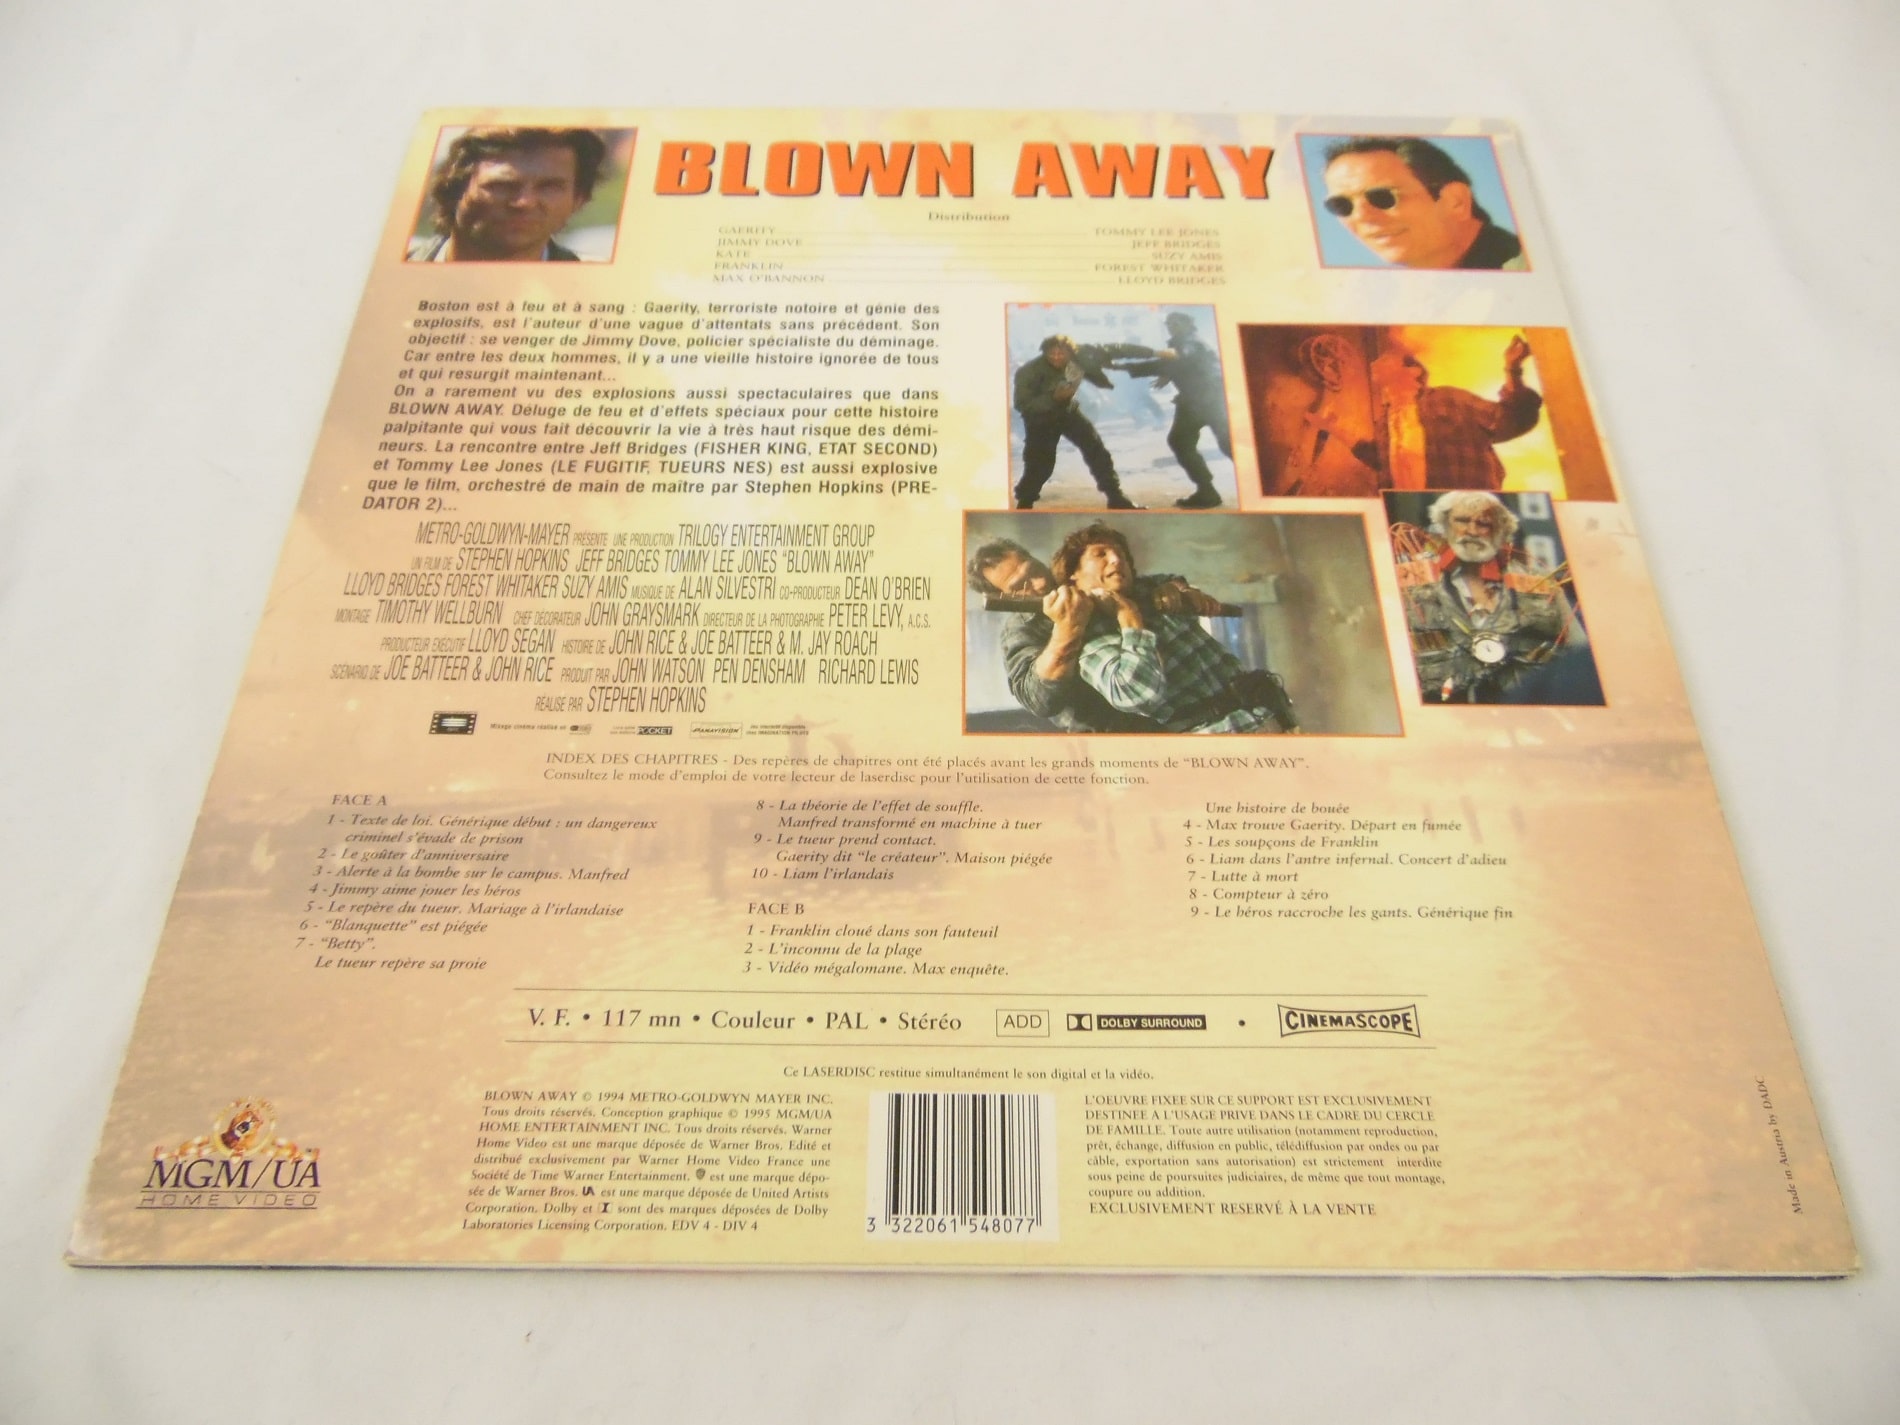 BLOWN AWAY
Distribution
GAERITY TOMMY LEE JONES
JIMMY DOVE JEFF BRIDGES
KATE SUZY AMIS
FRANKLIN FOREST WHITAKER
MAX O'BANNON LLOYD BRIDGES
Boston est à feu et à sang : Gaerity, terroriste notoire et génie des
explosifs, est l'auteur d'une vague d'attentats sans précédent. Son
objectif : se venger de Jimmy Dove, policier spécialiste du déminage.
Car entre les deux hommes, il y a une vieille histoire ignorée de tous
et qui resurgit maintenant...
On a rarement vu des explosions aussi spectaculaires que dans
BLOWN AWAY. Déluge de feu et d'effets spéciaux pour cette histoire
palpitante qui vous fait découvrir la vie à très haut risque des démi-
neurs. La rencontre entre Jeff Bridges (FISHER KING, ETAT SECOND)
et Tommy Lee Jones (LE FUGITIF, TUEURS NES) est aussi explosive
que le film, orchestré de main de maître par Stephen Hopkins (PRE-
DATOR 2)...
METRO-GOLDWYN-MAYER PRÉSENTE UNE PRODUCTION TRILOGY ENTERTAINMENT GROUP
UN FILM DE STEPHEN HOPKINS JEFF BRIDGES TOMMY LEE JONES "BLOWN AWAY"
LLOYD BRIDGES FOREST WHITAKER SUZY AMIS MUSIQUE DE ALAN SILVESTRI CO-PRODUCTEUR DEAN O'BRIEN
MONTAGE TIMOTHY WELLBURN CHEF DÉCORATEUR JOHN GRAYSMARK DIRECTEUR DE LA PHOTOGRAPHIE PETER LEVY, A.C.S.
PRODUCTEUR EXÉCUTIF LLOYD SEGAN HISTOIRE DE JOHN RICE & JOE BATTEER & M. JAY ROACH
SCÉNARIO DE JOE BATTEER & JOHN RICE PRODUIT PAR JOHN WATSON PEN DENSHAM RICHARD LEWIS
RÉALISÉ PAR STEPHEN HOPKINS
Mixage cinéma réalisé en POCKET PANAVISION
INDEX DES CHAPITRES - Des repères de chapitres ont été placés avant les grands moments de "BLOWN AWAY".
Consultez le mode d'emploi de votre lecteur de laserdisc pour l'utilisation de cette fonction.
FACE A
1 - Texte de loi. Générique début : un dangereux
criminel s'évade de prison
2 - Le goûter d'anniversaire
3 - Alerte à la bombe sur le campus. Manfred
4 - Jimmy aime jouer les héros
5 - Le repère du tueur. Mariage à l'irlandaise
6 - "Blanquette" est piégée
7 - "Betty".
Le tueur repère sa proie
8 - La théorie de l'effet de souffle.
Manfred transformé en machine à tuer
9 - Le tueur prend contact.
Gaerity dit "le créateur". Maison piégée
10 - Liam l'irlandais
FACE B
1 - Franklin cloué dans son fauteuil
2 - L'inconnu de la plage
3 - Vidéo mégalomane. Max enquête.
Une histoire de bouée
4 - Max trouve Gaerity. Départ en fumée
5 - Les soupçons de Franklin
6 - Liam dans l'antre infernal. Concert d'adieu
7 - Lutte à mort
8 - Compteur à zéro
9 - Le héros raccroche les gants. Générique fin
V. F. • 117 mn • Couleur • PAL • Stéréo ADD DOLBY SURROUND • CINEMASCOPE
Ce LASERDISC restitue simultanément le son digital et la vidéo.
MGM/UA
HOME VIDEO
BLOWN AWAY © 1994 METRO-GOLDWYN MAYER INC.
Tous droits réservés. Conception graphique © 1995 MGM/UA
HOME ENTERTAINMENT INC. Tous droits réservés. Warner
Home Video est une marque déposée de Warner Bros. Edité et
distribué exclusivement par Warner Home Video France une
Société de Time Warner Entertainment. est une marque dépo-
sée de Warner Bros. UA est une marque déposée de United Artists
Corporation. Dolby et sont des marques déposées de Dolby
Laboratories Licensing Corporation. EDV 4 - DIV 4
3 322061 548077
L'OEUVRE FIXEE SUR CE SUPPORT EST EXCLUSIVEMENT
DESTINEE A L'USAGE PRIVE DANS LE CADRE DU CERCLE
DE FAMILLE. Toute autre utilisation (notamment reproduction,
prêt, échange, diffusion en public, télédiffusion par ondes ou par
câble, exportation sans autorisation) est strictement interdite
sous peine de poursuites judiciaires, de même que tout montage,
coupure ou addition.
EXCLUSIVEMENT RESERVÉ À LA VENTE
Made in Austria by DADC